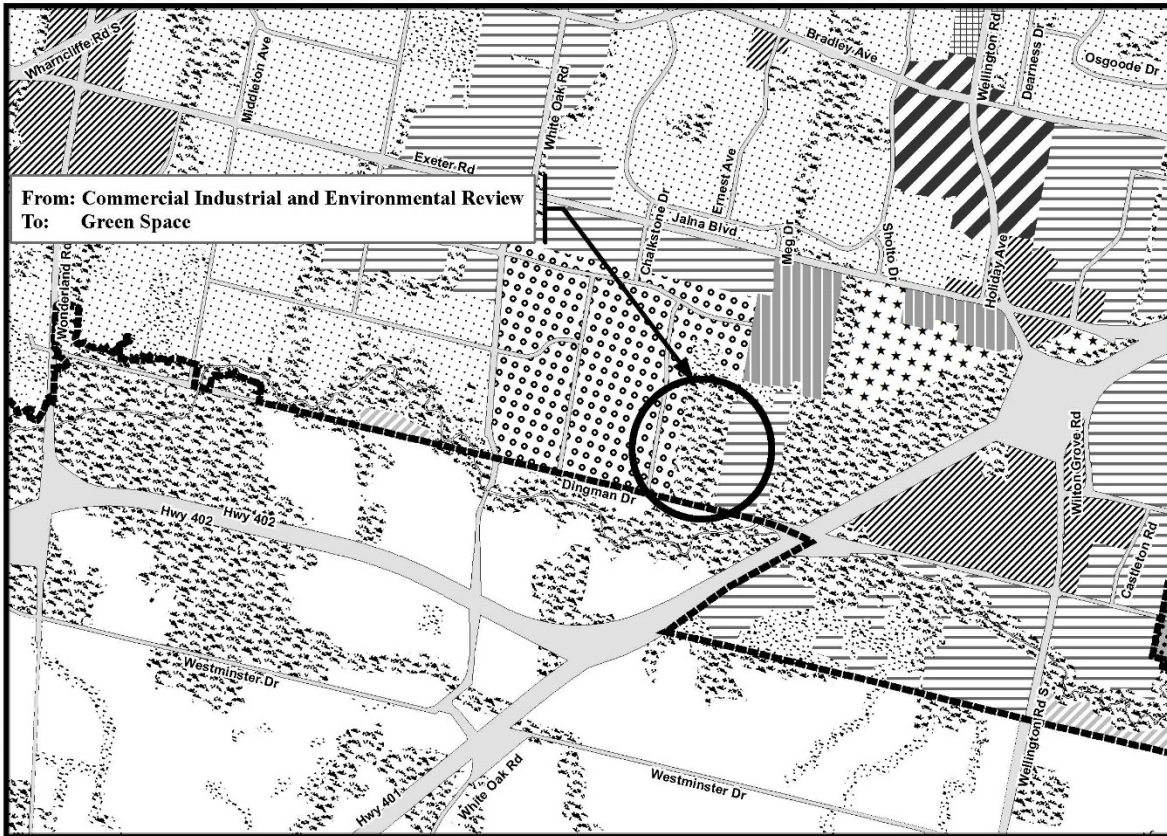 Wharncliffe Rd S
Middleton Ave
White Oak Rd
Bradley Ave
Wellington Rd
Dearness Dr
Osgoode Dr
Exeter Rd
From: Commercial Industrial and Environmental Review
To: Green Space
Chalkstone Dr
Ernest Ave
Jalna Blvd
Meg Dr
Sholto Dr
Holiday Ave
Wonderland Rd
Dingman Dr
Wilton Grove Rd
Hwy 402
Hwy 402
Castleton Rd
Westminster Dr
Wellington Rd S
Hwy 401
White Oak Rd
Westminster Dr